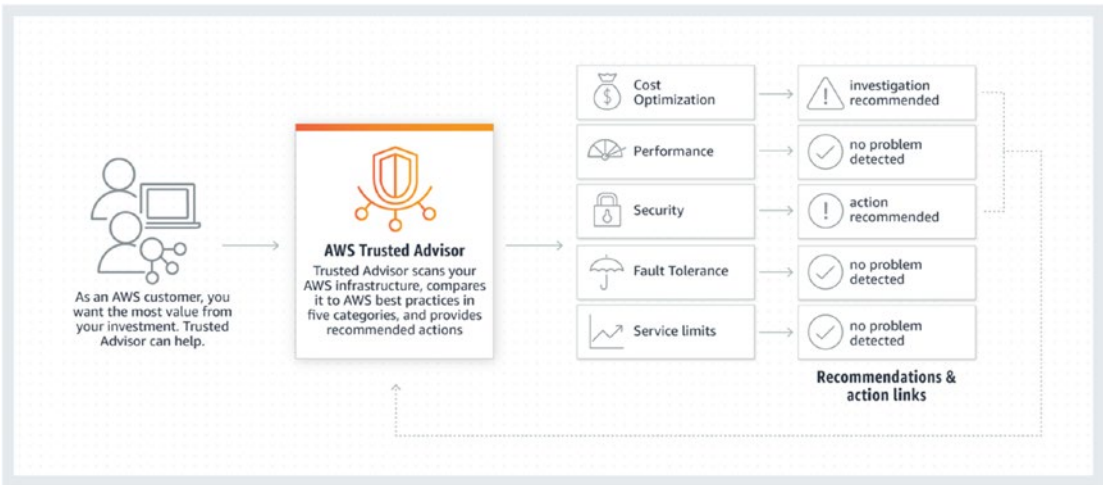 As an AWS customer, you
want the most value from
your investment. Trusted
Advisor can help.
AWS Trusted Advisor
Trusted Advisor scans your
AWS infrastructure, compares
it to AWS best practices in
five categories, and provides
recommended actions
Cost
Optimization
investigation
recommended
Performance
no problem
detected
Security
action
recommended
Fault Tolerance
no problem
detected
Service limits
no problem
detected
Recommendations &
action links